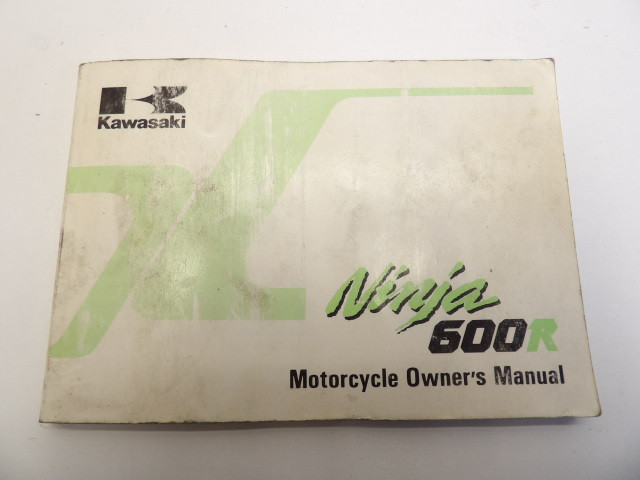 Kawasaki
Ninja
600R
Motorcycle Owner's Manual